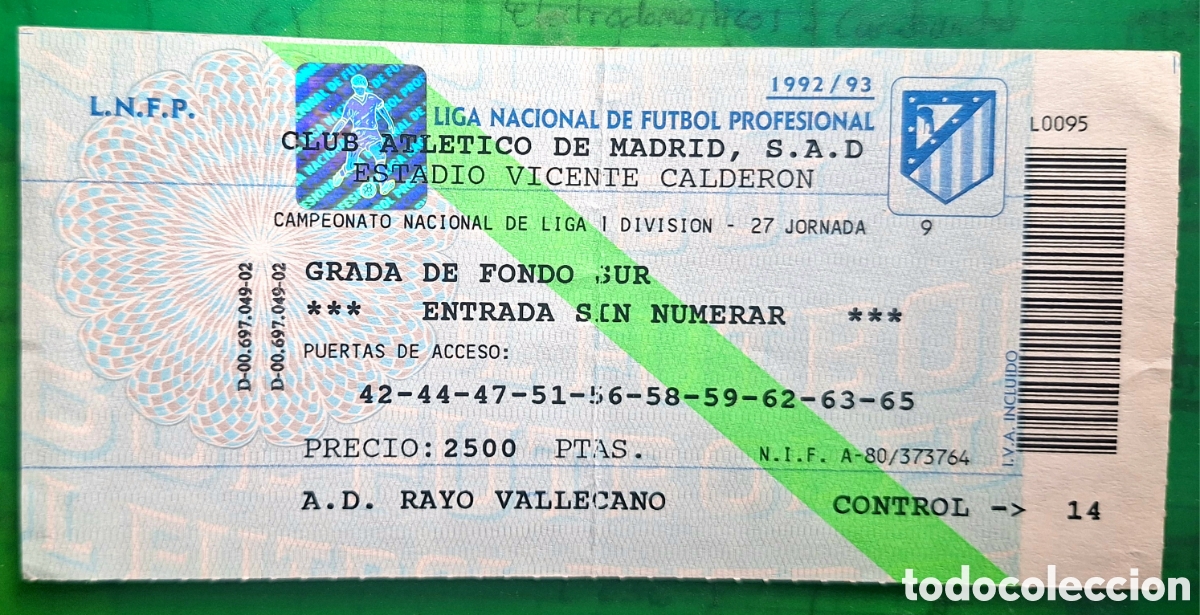 Electrodomesticos
1992/93
L.N.F.P.
LIGA NACIONAL DE FUTBOL PROFESIONAL
L0095
CLUB ATLETICO DE MADRID, S.A.D
ESTADIO VICENTE CALDERON
CAMPEONATO NACIONAL DE LIGA I DIVISION - 27 JORNADA 9
GRADA DE FONDO SUR
*** ENTRADA SIN NUMERAR ***
D-00.697.049-02
D-00.697.049-02
PUERTAS DE ACCESO:
42-44-47-51-56-58-59-62-63-65
I.V.A. INCLUIDO
PRECIO: 2500 PTAS.
N.I.F. A-80/373764
A.D. RAYO VALLECANO
CONTROL -> 14
todocoleccion